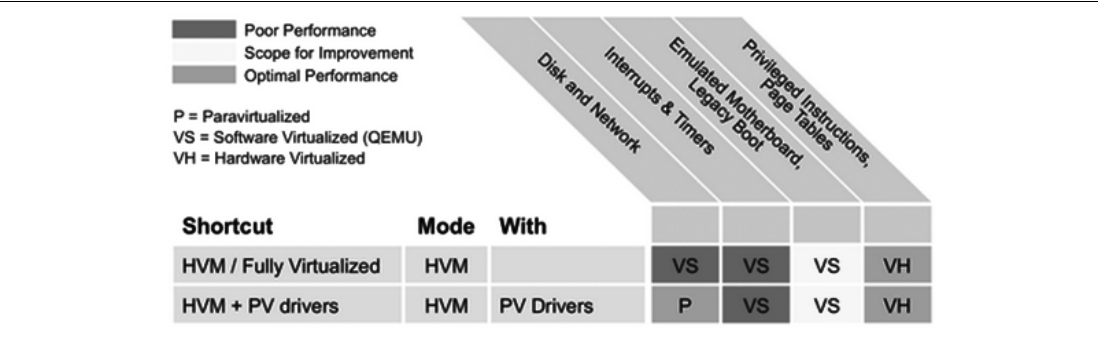 Poor Performance
Scope for Improvement
Optimal Performance
P = Paravirtualized
VS = Software Virtualized (QEMU)
VH = Hardware Virtualized
Disk and Network
Interrupts & Timers
Emulated Motherboard,
Legacy Boot
Privileged Instructions,
Page Tables
Shortcut Mode With
HVM / Fully Virtualized HVM VS VS VS VH
HVM + PV drivers HVM PV Drivers P VS VS VH